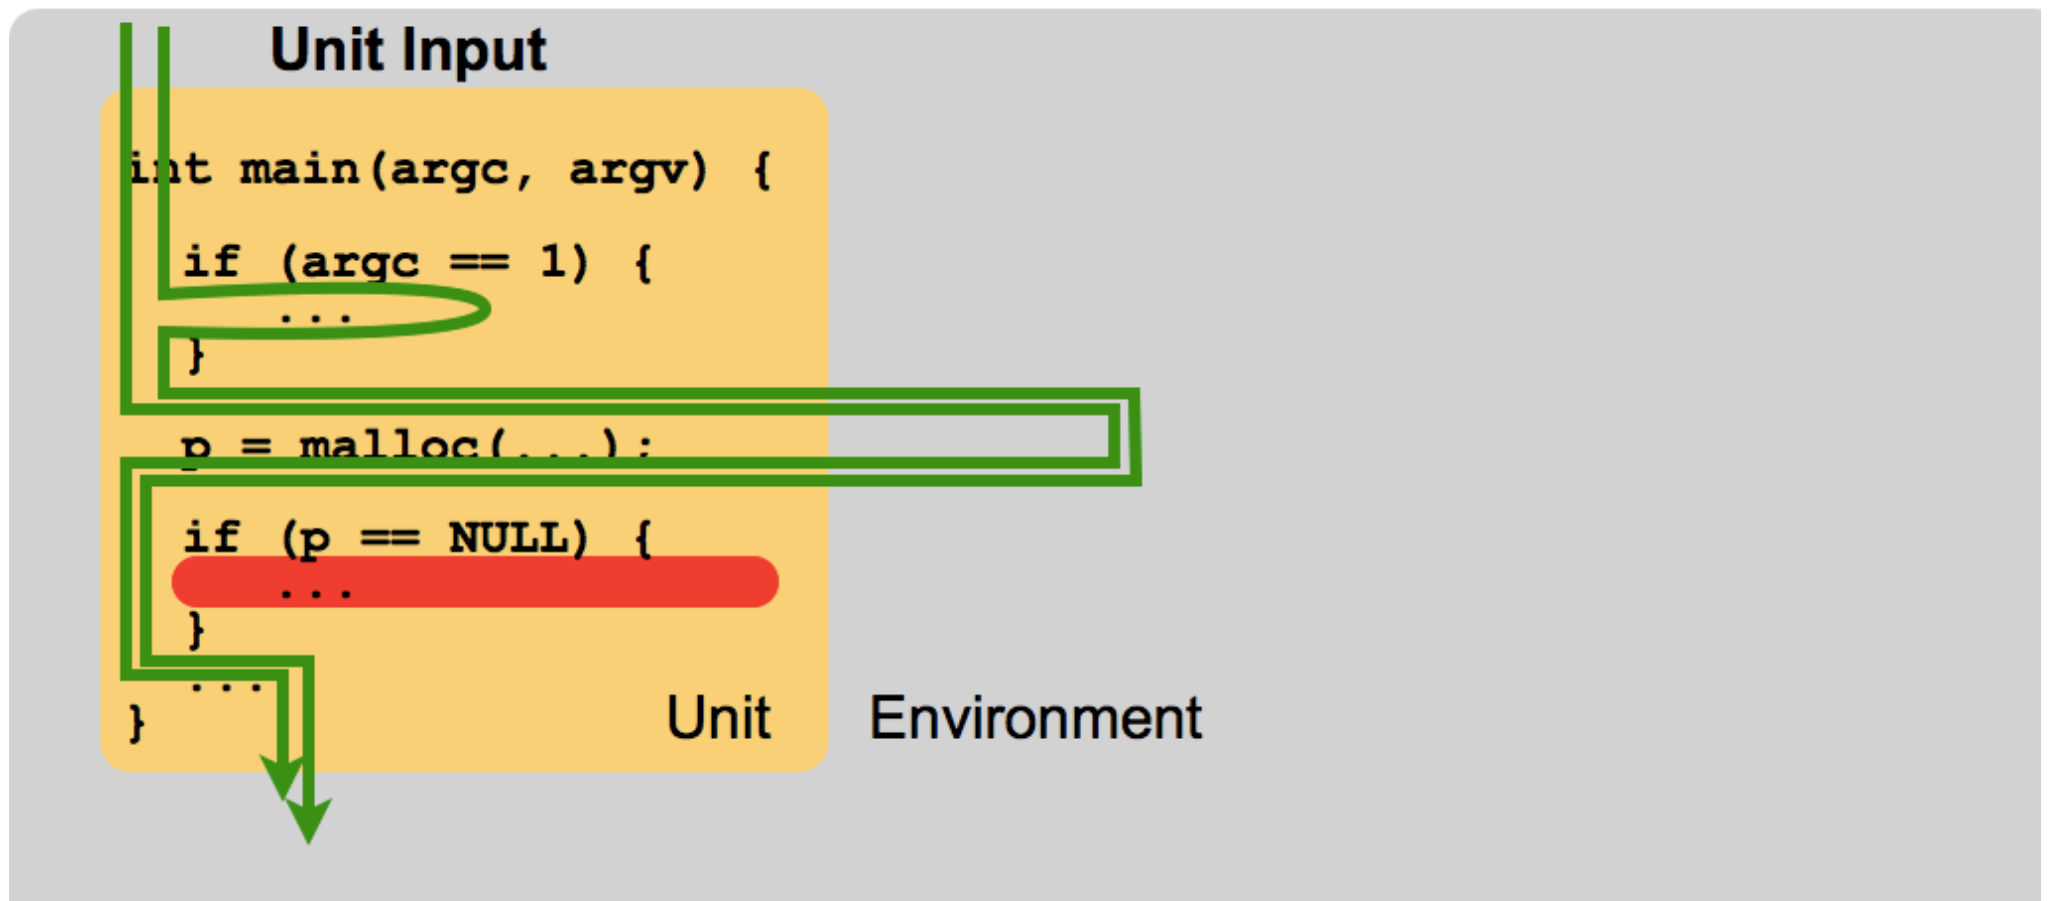 Unit Input
int main(argc, argv) {
if (argc == 1) {
...
}
p = malloc(...);
if (p == NULL) {
...
}
...
}
Unit
Environment